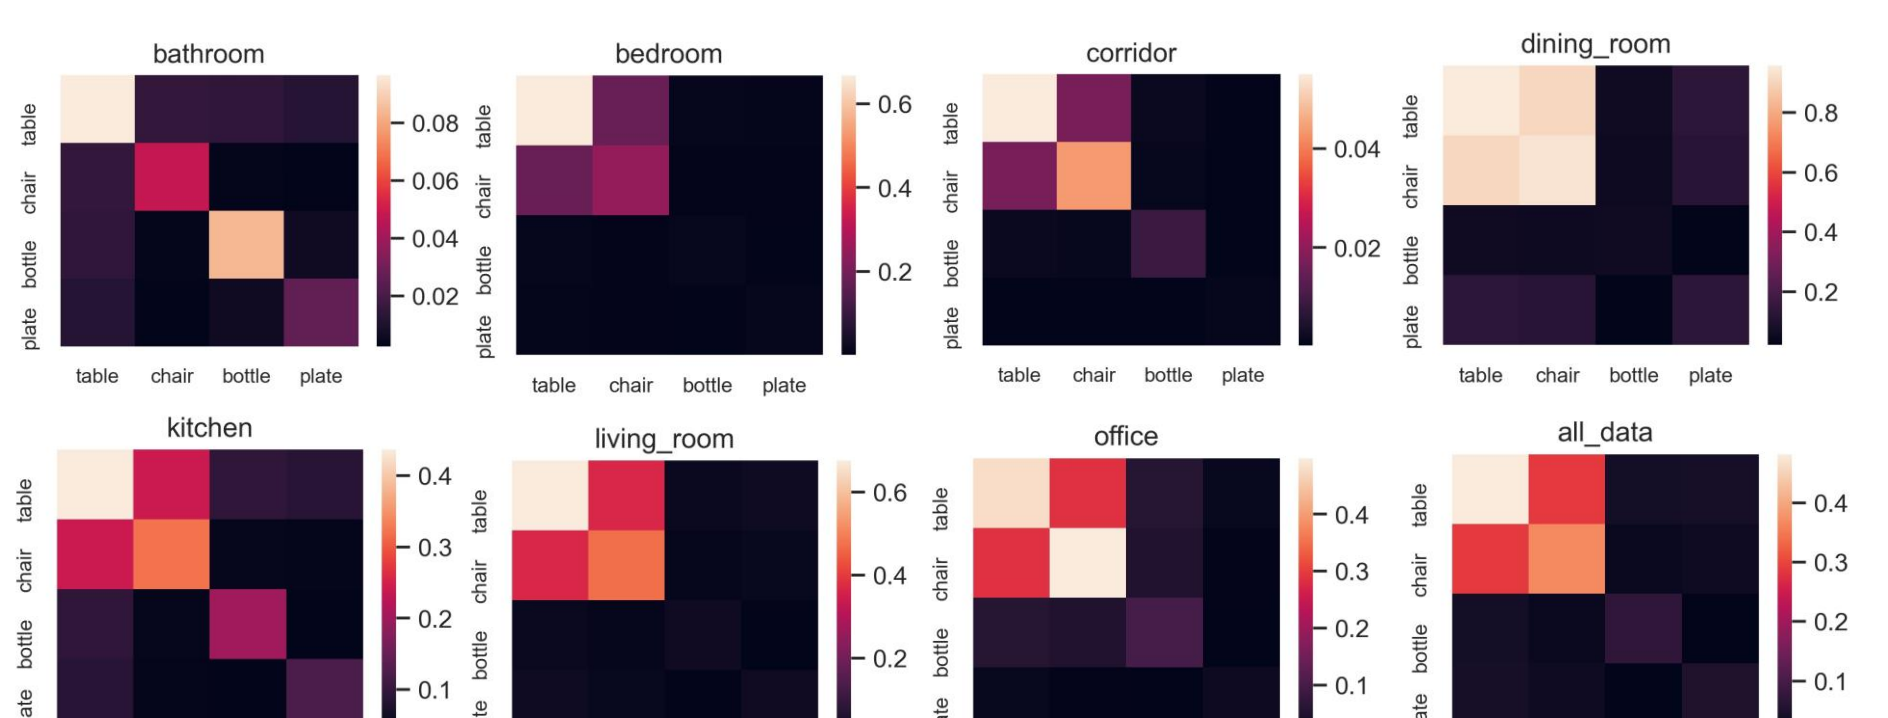 bathroom
table
chair
bottle
plate
table chair bottle plate
0.08
0.06
0.04
0.02
bedroom
table
chair
bottle
plate
table chair bottle plate
0.6
0.4
0.2
corridor
table
chair
bottle
plate
table chair bottle plate
0.04
0.02
dining_room
table
chair
bottle
plate
table chair bottle plate
0.8
0.6
0.4
0.2
kitchen
table
chair
bottle
ate
0.4
0.3
0.2
0.1
living_room
table
chair
bottle
te
0.6
0.4
0.2
office
table
chair
bottle
ate
0.4
0.3
0.2
0.1
all_data
table
chair
bottle
ate
0.4
0.3
0.2
0.1